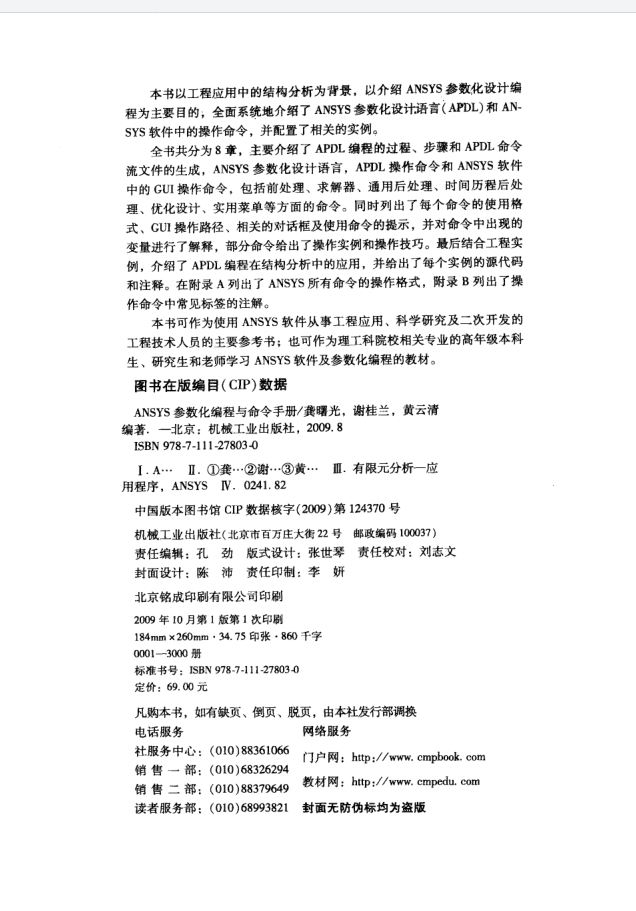 本书以工程应用中的结构分析为背景，以介绍 ANSYS 参数化设计编
程为主要目的，全面系统地介绍了 ANSYS 参数化设计语言（APDL）和 AN-
SYS 软件中的操作命令，并配置了相关的实例。
全书共分为 8 章，主要介绍了 APDL 编程的过程、步骤和 APDL 命令
流文件的生成，ANSYS 参数化设计语言，APDL 操作命令和 ANSYS 软件
中的 GUI 操作命令，包括前处理、求解器、通用后处理、时间历程后处
理、优化设计、实用菜单等方面的命令。同时列出了每个命令的使用格
式、GUI 操作路径、相关的对话框及使用命令的提示，并对命令中出现的
变量进行了解释，部分命令给出了操作实例和操作技巧。最后结合工程实
例，介绍了 APDL 编程在结构分析中的应用，并给出了每个实例的源代码
和注释。在附录 A 列出了 ANSYS 所有命令的操作格式，附录 B 列出了操
作命令中常见标签的注解。
本书可作为使用 ANSYS 软件从事工程应用、科学研究及二次开发的
工程技术人员的主要参考书；也可作为理工科院校相关专业的高年级本科
生、研究生和老师学习 ANSYS 软件及参数化编程的教材。
图书在版编目（CIP）数据
ANSYS 参数化编程与命令手册/龚曙光，谢桂兰，黄云清
编著．—北京：机械工业出版社，2009.8
ISBN 978-7-111-27803-0
Ⅰ．A… Ⅱ．①龚…②谢…③黄… Ⅲ．有限元分析—应
用程序，ANSYS Ⅳ．0241.82
中国版本图书馆 CIP 数据核字（2009）第 124370 号
机械工业出版社（北京市百万庄大街 22 号 邮政编码 100037）
责任编辑：孔 劲 版式设计：张世琴 责任校对：刘志文
封面设计：陈 沛 责任印制：李 妍
北京铭成印刷有限公司印刷
2009 年 10 月第 1 版第 1 次印刷
184mm×260mm·34.75 印张·860 千字
0001—3000 册
标准书号：ISBN 978-7-111-27803-0
定价：69.00 元
凡购本书，如有缺页、倒页、脱页，由本社发行部调换
电话服务 网络服务
社服务中心：（010）88361066
门户网：http://www.cmpbook.com
销 售 一 部：（010）68326294
教材网：http://www.cmpedu.com
销 售 二 部：（010）88379649
读者服务部：（010）68993821 封面无防伪标均为盗版